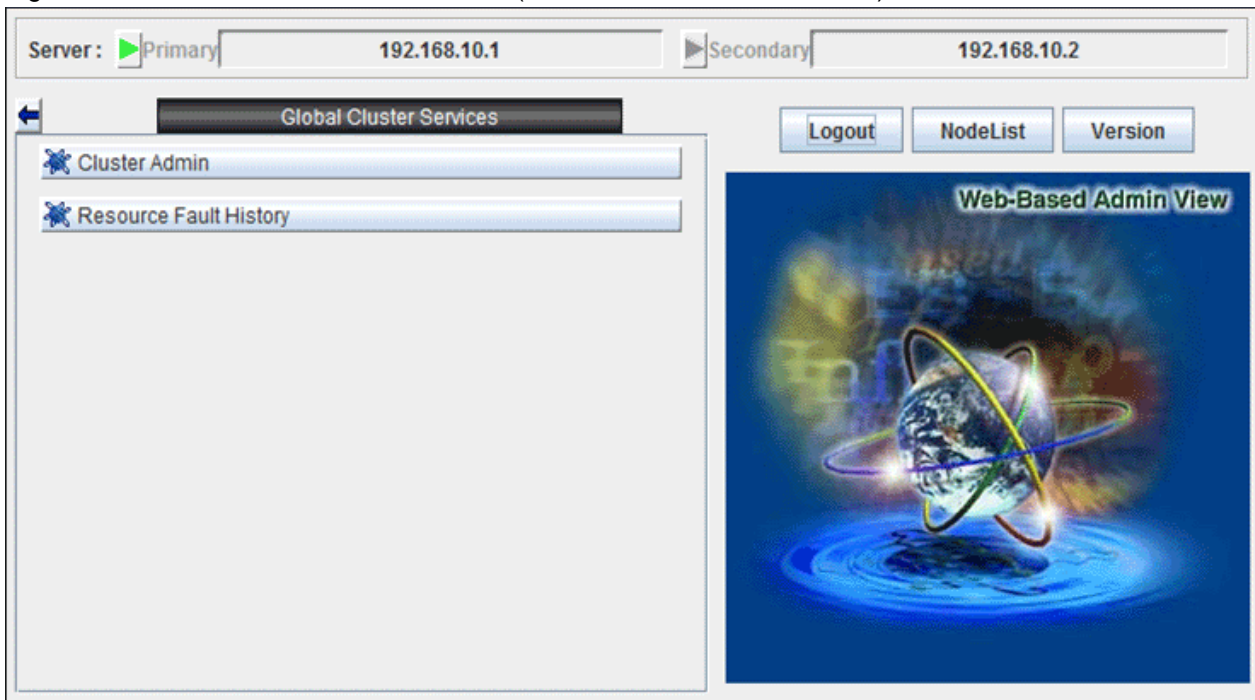 Server : Primary 192.168.10.1 Secondary 192.168.10.2
Global Cluster Services
Logout NodeList Version
Cluster Admin
Resource Fault History
Web-Based Admin View